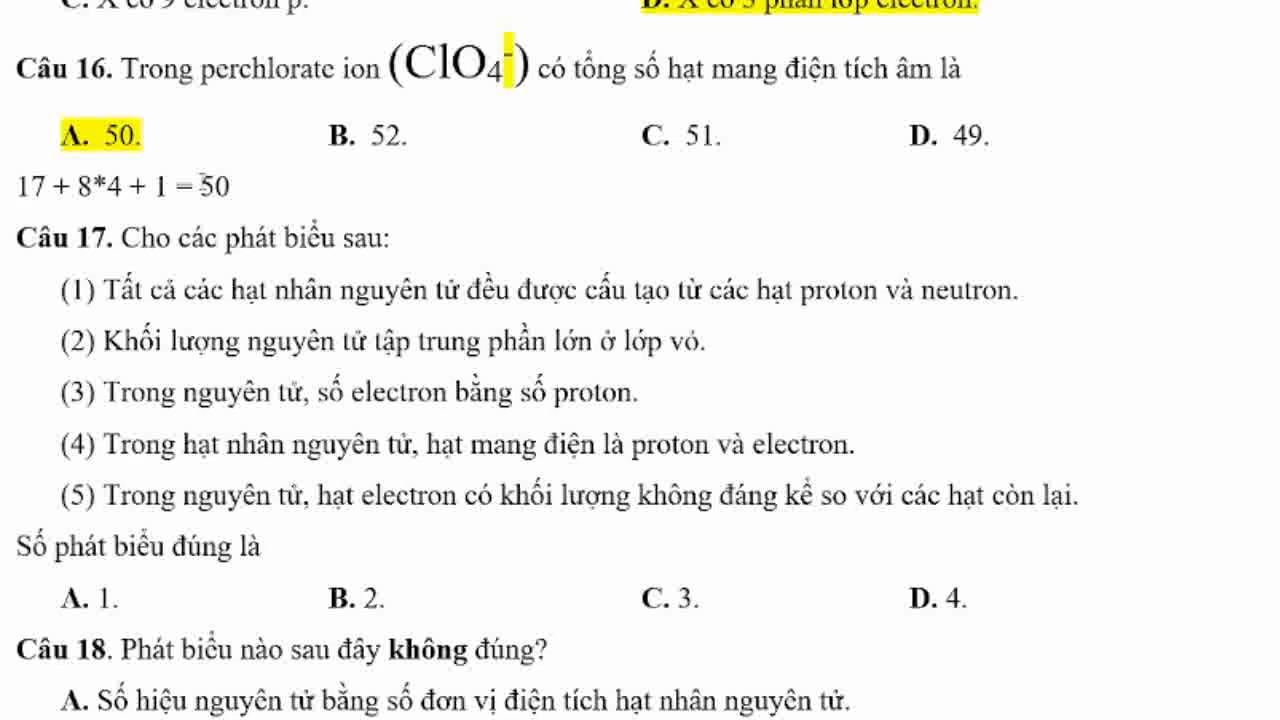 Câu 16. Trong perchlorate ion (ClO₄⁻) có tổng số hạt mang điện tích âm là
A. 50. B. 52. C. 51. D. 49.
17 + 8*4 + 1 = 50
Câu 17. Cho các phát biểu sau:
(1) Tất cả các hạt nhân nguyên tử đều được cấu tạo từ các hạt proton và neutron.
(2) Khối lượng nguyên tử tập trung phần lớn ở lớp vỏ.
(3) Trong nguyên tử, số electron bằng số proton.
(4) Trong hạt nhân nguyên tử, hạt mang điện là proton và electron.
(5) Trong nguyên tử, hạt electron có khối lượng không đáng kể so với các hạt còn lại.
Số phát biểu đúng là
A. 1. B. 2. C. 3. D. 4.
Câu 18. Phát biểu nào sau đây không đúng?
A. Số hiệu nguyên tử bằng số đơn vị điện tích hạt nhân nguyên tử.